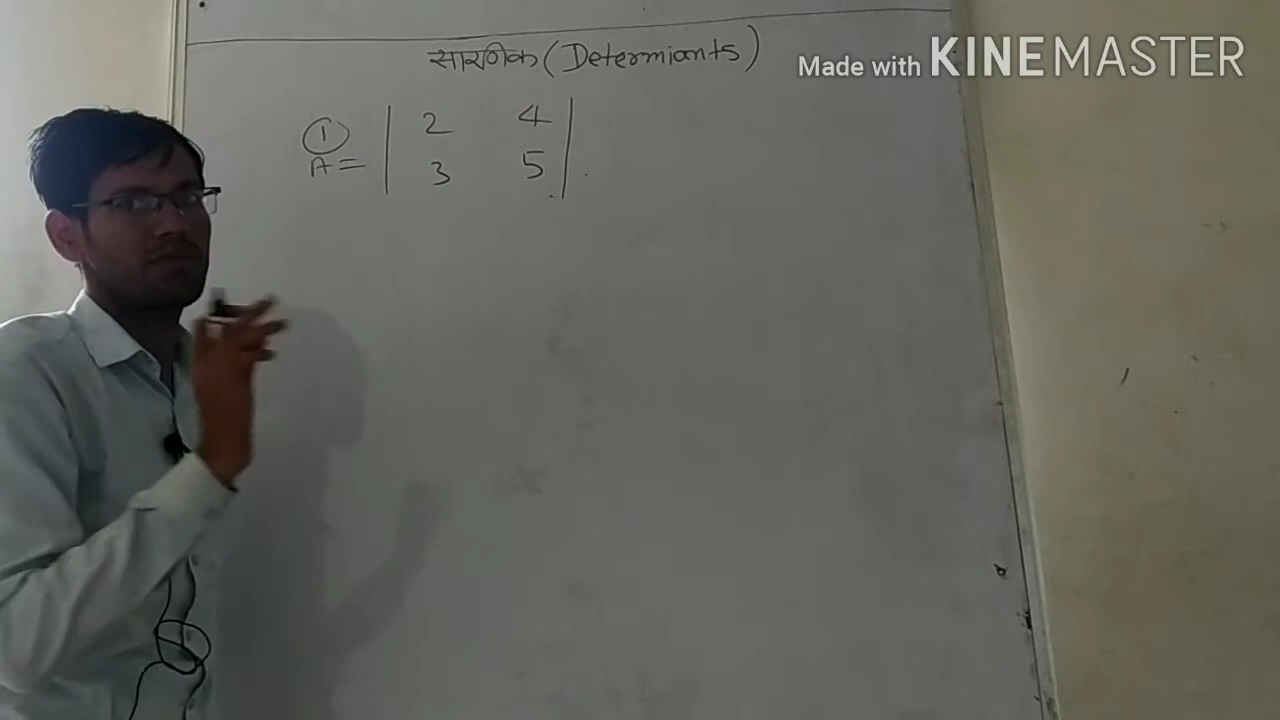 सारणिक (Determiants)
Made with KINEMASTER
①
A = | 2 4 |
| 3 5 |